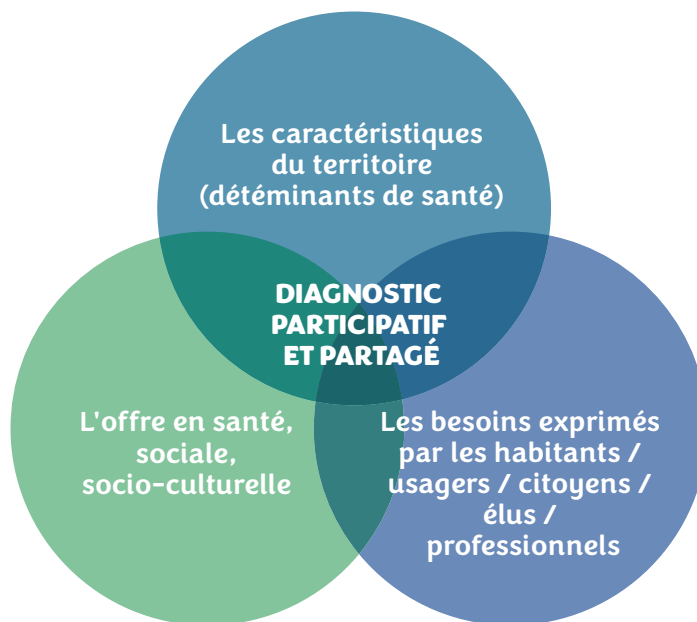 Les caractéristiques
du territoire
(détéminants de santé)
DIAGNOSTIC
PARTICIPATIF
ET PARTAGÉ
L'offre en santé,
sociale,
socio-culturelle
Les besoins exprimés
par les habitants /
usagers / citoyens /
élus /
professionnels